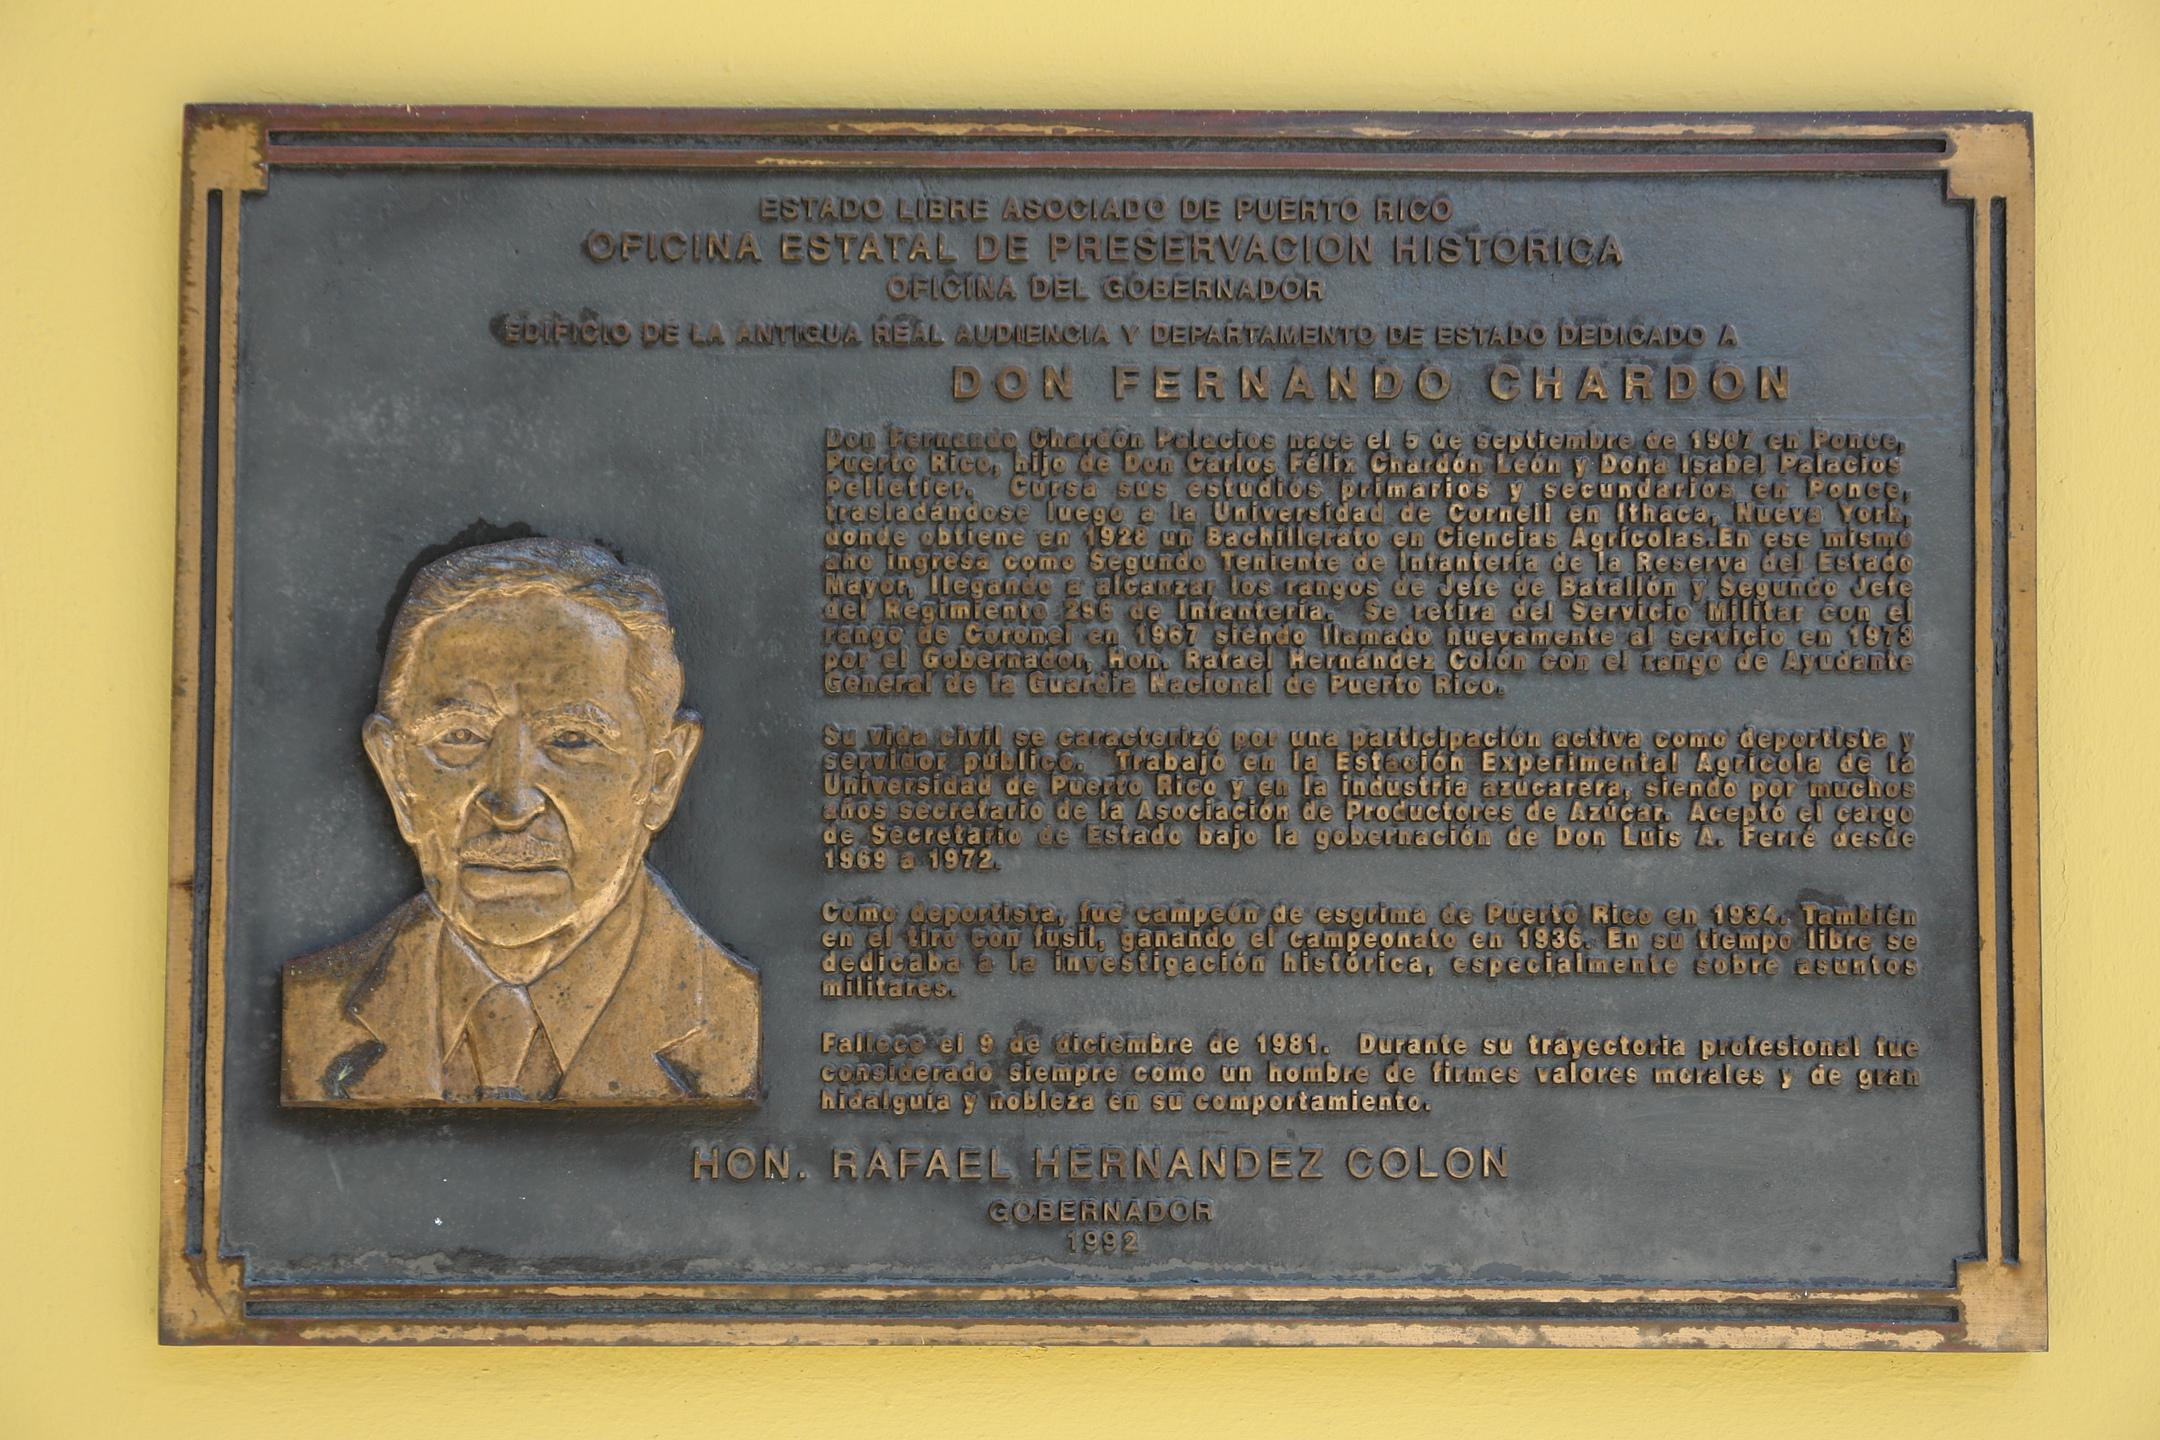 ESTADO LIBRE ASOCIADO DE PUERTO RICO
OFICINA ESTATAL DE PRESERVACION HISTORICA
OFICINA DEL GOBERNADOR
EDIFICIO DE LA ANTIGUA REAL AUDIENCIA Y DEPARTAMENTO DE ESTADO DEDICADO A
DON FERNANDO CHARDON
Don Fernando Chardón Palacios nace el 5 de septiembre de 1907 en Ponce,
Puerto Rico, hijo de Don Carlos Félix Chardón León y Dona Isabel Palacios
Pelletier. Cursa sus estudios primarios y secundarios en Ponce,
trasladándose luego a la Universidad de Cornell en Ithaca, Nueva York,
donde obtiene en 1928 un Bachillerato en Ciencias Agrícolas.En ese mismo
año ingresa como Segundo Teniente de Infantería de la Reserva del Estado
Mayor, llegando a alcanzar los rangos de Jefe de Batallón y Segundo Jefe
del Regimiento 296 de Infantería. Se retira del Servicio Militar con el
rango de Coronel en 1967 siendo llamado nuevamente al servicio en 1973
por el Gobernador, Hon. Rafael Hernández Colón con el rango de Ayudante
General de la Guardia Nacional de Puerto Rico.
Su vida civil se caracterizó por una participación activa como deportista y
servidor público. Trabajó en la Estación Experimental Agrícola de la
Universidad de Puerto Rico y en la industria azucarera, siendo por muchos
años secretario de la Asociación de Productores de Azúcar. Aceptó el cargo
de Secretario de Estado bajo la gobernación de Don Luis A. Ferré desde
1969 a 1972.
Como deportista, fue campeón de esgrima de Puerto Rico en 1934. También
en el tiro con fusil, ganando el campeonato en 1936. En su tiempo libre se
dedicaba a la investigación histórica, especialmente sobre asuntos
militares.
Fallece el 9 de diciembre de 1981. Durante su trayectoria profesional fue
considerado siempre como un hombre de firmes valores morales y de gran
hidalguía y nobleza en su comportamiento.
HON. RAFAEL HERNANDEZ COLON
GOBERNADOR
1992